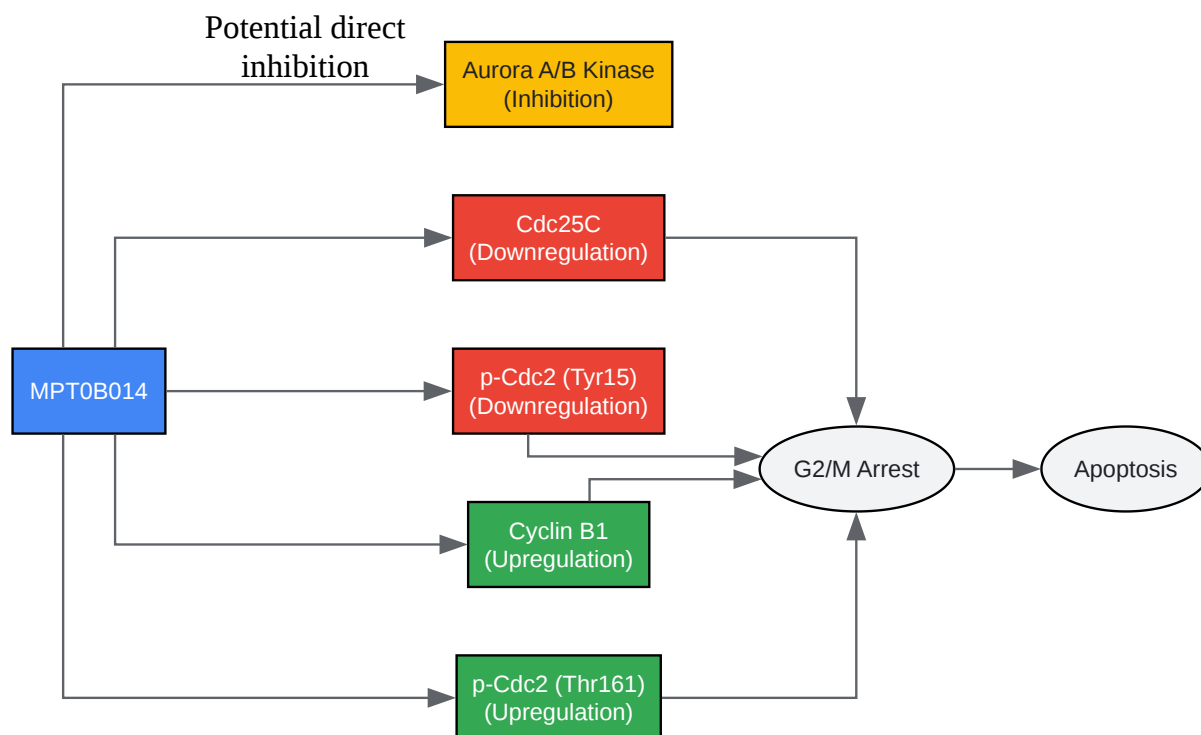 Potential direct
inhibition
Aurora A/B Kinase
(Inhibition)
Cdc25C
(Downregulation)
MPT0B014
p-Cdc2 (Tyr15)
(Downregulation)
G2/M Arrest
Apoptosis
Cyclin B1
(Upregulation)
p-Cdc2 (Thr161)
(Upregulation)